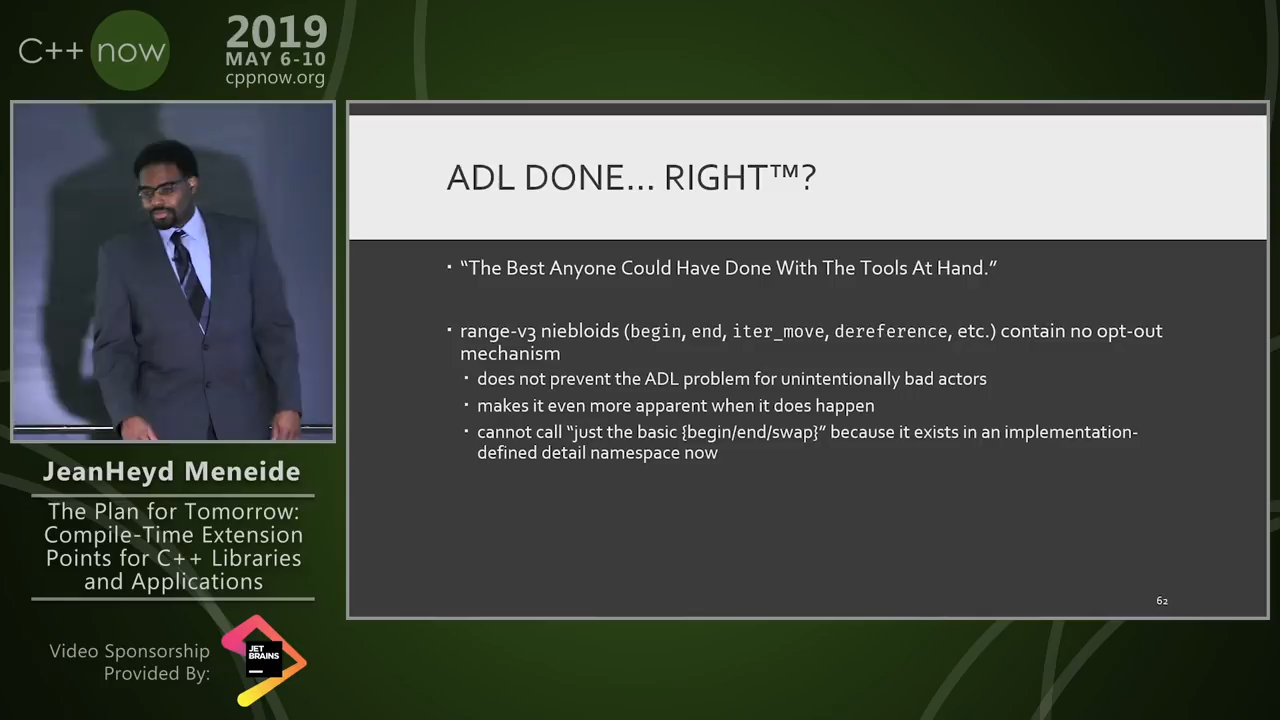 C++ now
2019
MAY 6-10
cppnow.org
ADL DONE... RIGHT™?
▪ “The Best Anyone Could Have Done With The Tools At Hand.”
▪ range-v3 niebloids (begin, end, iter_move, dereference, etc.) contain no opt-out
mechanism
▪ does not prevent the ADL problem for unintentionally bad actors
▪ makes it even more apparent when it does happen
▪ cannot call “just the basic {begin/end/swap}” because it exists in an implementation-
defined detail namespace now
62
JeanHeyd Meneide
The Plan for Tomorrow:
Compile-Time Extension
Points for C++ Libraries
and Applications
Video Sponsorship
Provided By:
JET
BRAINS